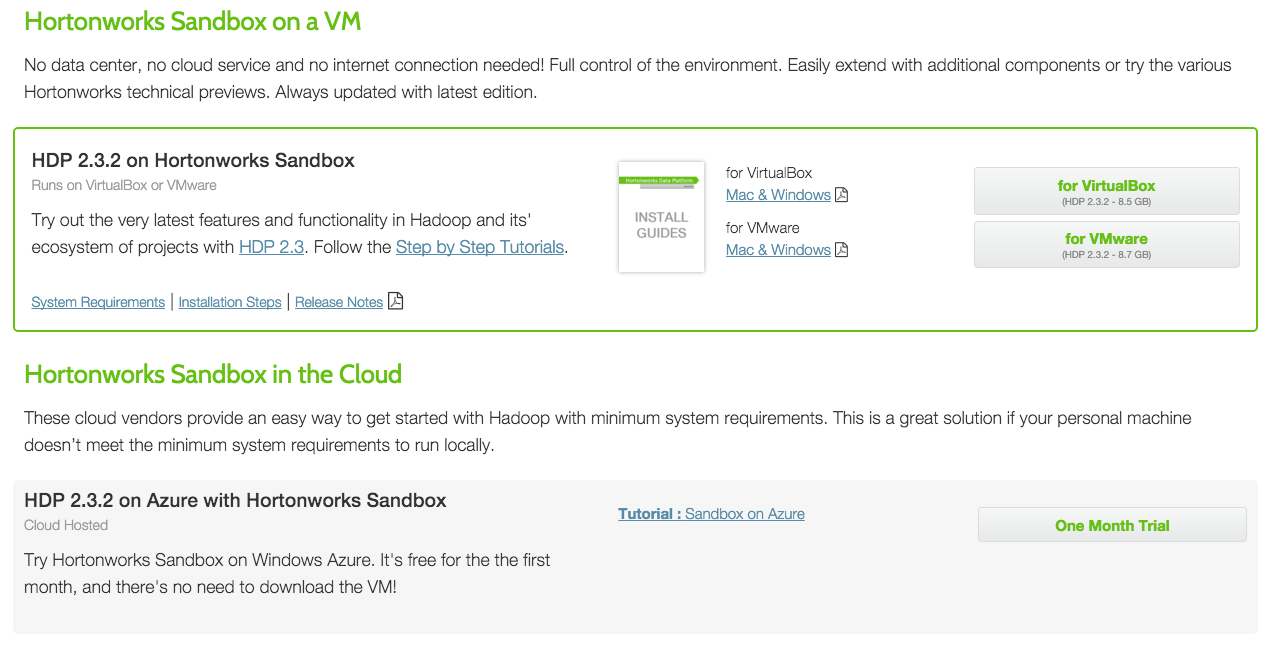 Hortonworks Sandbox on a VM
No data center, no cloud service and no internet connection needed! Full control of the environment. Easily extend with additional components or try the various
Hortonworks technical previews. Always updated with latest edition.
HDP 2.3.2 on Hortonworks Sandbox
Runs on VirtualBox or VMware
Try out the very latest features and functionality in Hadoop and its'
ecosystem of projects with HDP 2.3. Follow the Step by Step Tutorials.
System Requirements | Installation Steps | Release Notes
Hortonworks Data Platform
INSTALL
GUIDES
for VirtualBox
Mac & Windows
for VMware
Mac & Windows
for VirtualBox
(HDP 2.3.2 - 8.5 GB)
for VMware
(HDP 2.3.2 - 8.7 GB)
Hortonworks Sandbox in the Cloud
These cloud vendors provide an easy way to get started with Hadoop with minimum system requirements. This is a great solution if your personal machine
doesn't meet the minimum system requirements to run locally.
HDP 2.3.2 on Azure with Hortonworks Sandbox
Cloud Hosted
Try Hortonworks Sandbox on Windows Azure. It's free for the the first
month, and there's no need to download the VM!
Tutorial : Sandbox on Azure
One Month Trial